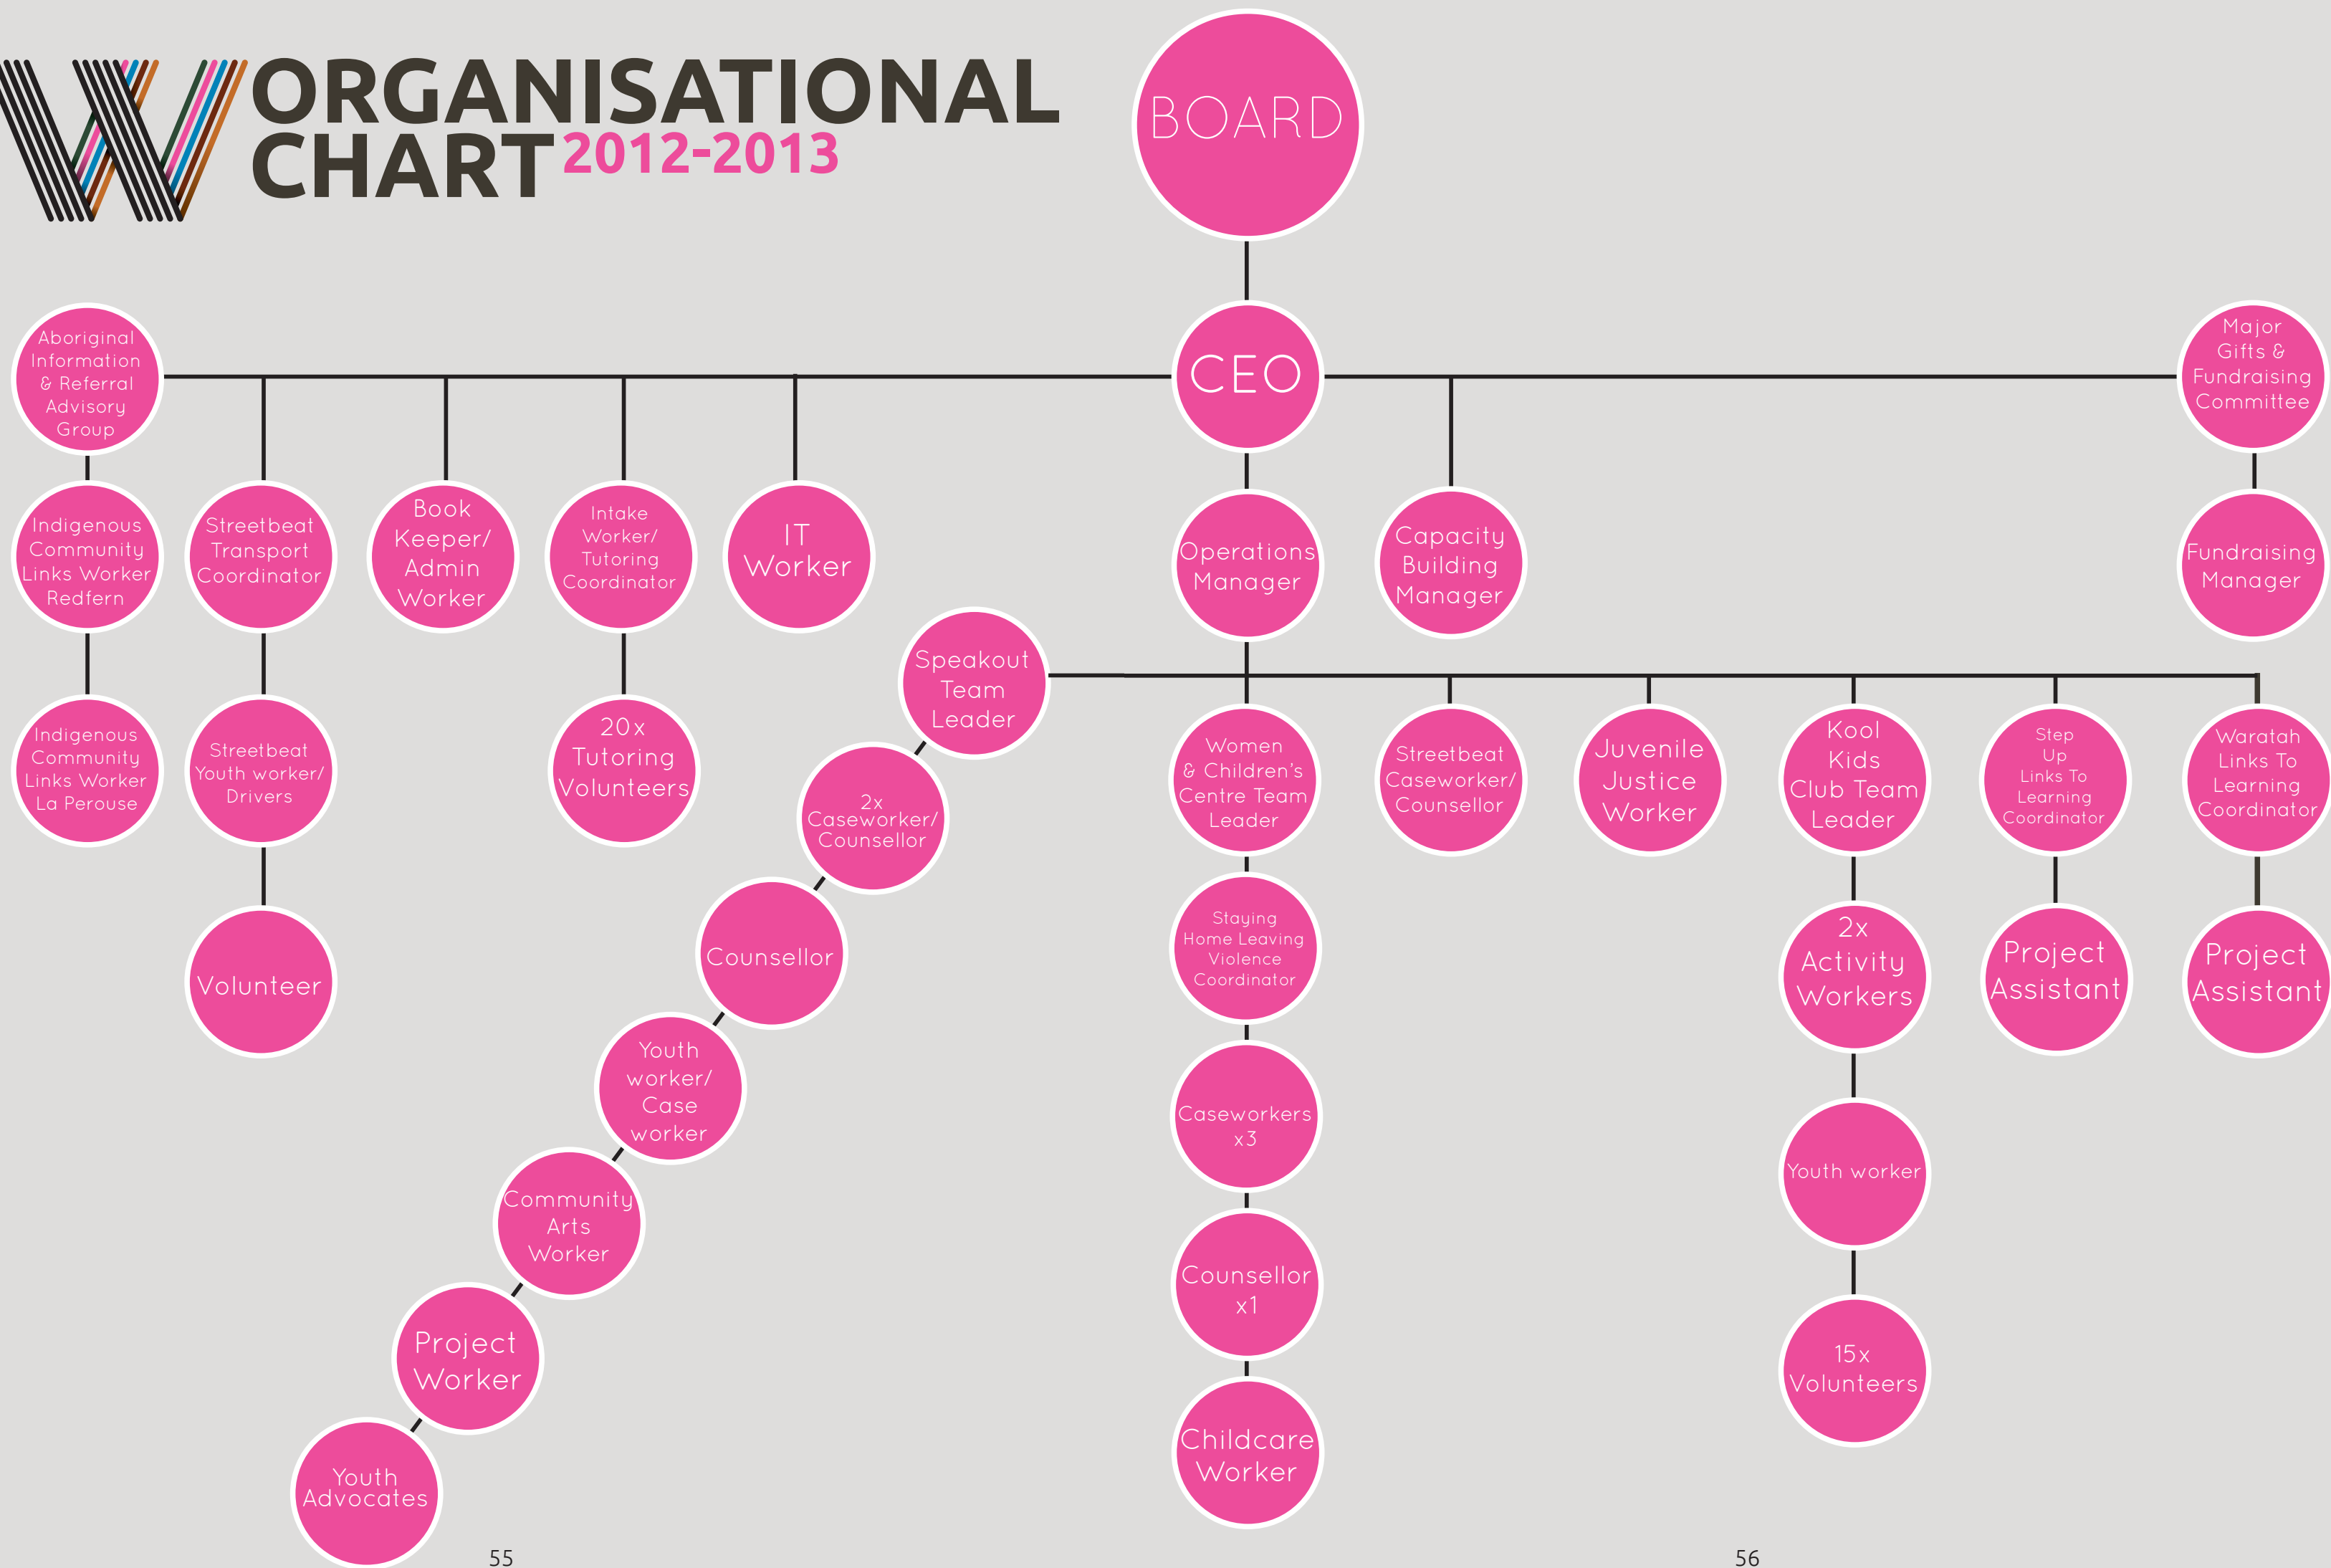 ORGANISATIONAL
CHART 2012-2013
BOARD
CEO
Aboriginal
Information
& Referral
Advisory
Group
Major
Gifts &
Fundraising
Committee
Indigenous
Community
Links Worker
Redfern
Streetbeat
Transport
Coordinator
Book
Keeper/
Admin
Worker
Intake
Worker/
Tutoring
Coordinator
IT
Worker
Operations
Manager
Capacity
Building
Manager
Fundraising
Manager
Indigenous
Community
Links Worker
La Perouse
Streetbeat
Youth worker/
Drivers
20x
Tutoring
Volunteers
Volunteer
Speakout
Team
Leader
2x
Caseworker/
Counsellor
Counsellor
Youth
worker/
Case
worker
Community
Arts
Worker
Project
Worker
Youth
Advocates
Women
& Children's
Centre Team
Leader
Staying
Home Leaving
Violence
Coordinator
Caseworkers
x3
Counsellor
x1
Childcare
Worker
Streetbeat
Caseworker/
Counsellor
Juvenile
Justice
Worker
Kool
Kids
Club Team
Leader
2x
Activity
Workers
Youth worker
15x
Volunteers
Step
Up
Links To
Learning
Coordinator
Project
Assistant
Waratah
Links To
Learning
Coordinator
Project
Assistant
55
56